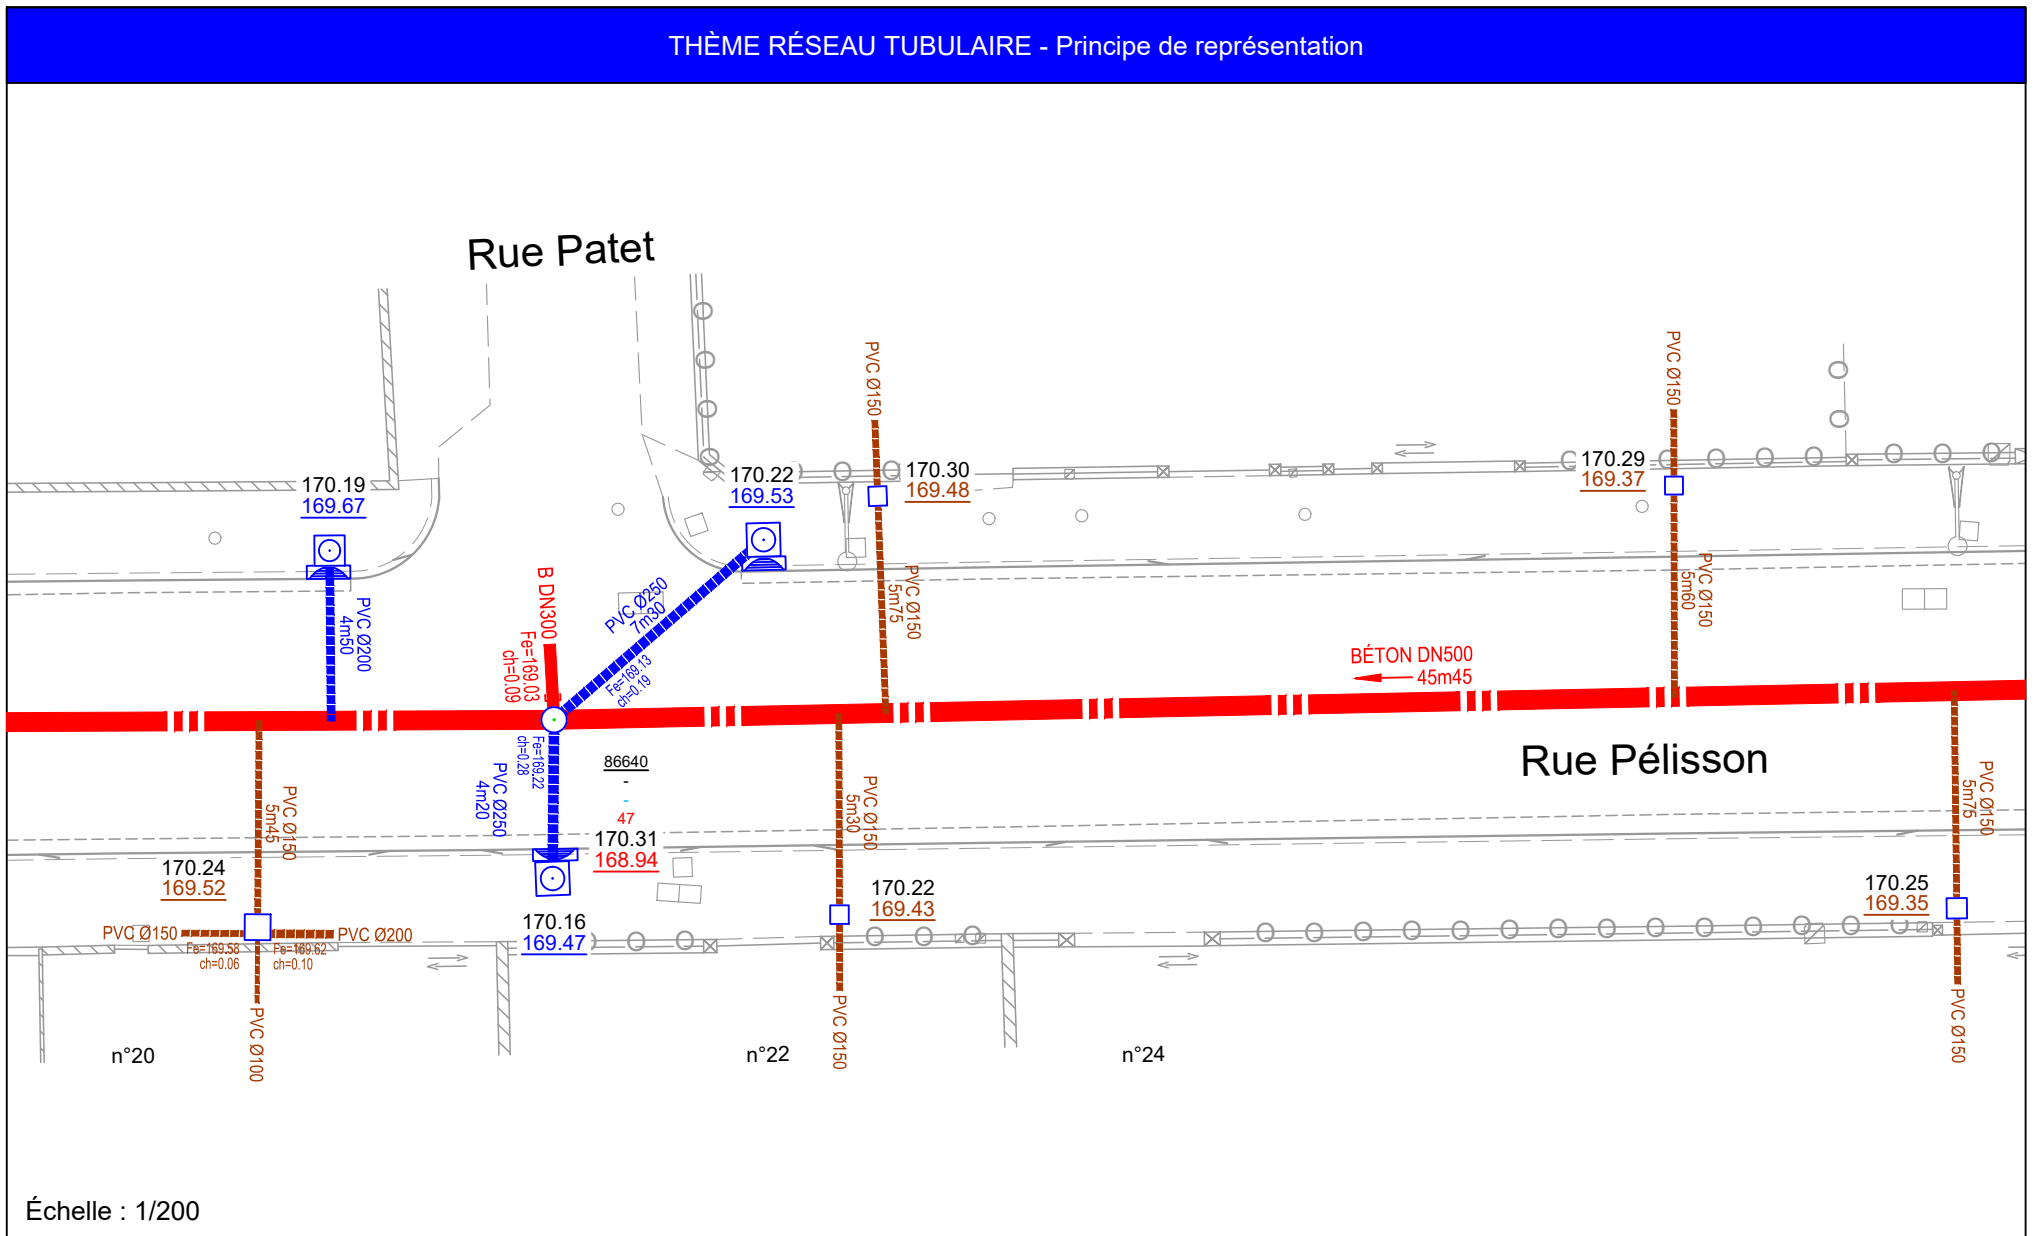 THÈME RÉSEAU TUBULAIRE - Principe de représentation
Rue Patet
PVC Ø150
PVC Ø150
170.19
169.67
170.22
169.53
170.30
169.48
170.29
169.37
PVC Ø200
4m50
B DN300
Fe=169.03
ch=0.09
PVC Ø250
7m30
Fe=169.13
ch=0.19
PVC Ø150
5m75
PVC Ø150
5m60
BÉTON DN500
45m45
Rue Pélisson
Fe=169.22
ch=0.28
PVC Ø250
4m20
86640
-
-
47
170.31
168.94
PVC Ø150
5m45
PVC Ø150
5m30
PVC Ø150
5m75
170.24
169.52
170.22
169.43
170.25
169.35
170.16
169.47
PVC Ø150
PVC Ø200
Fe=169.58
ch=0.06
Fe=169.62
ch=0.10
PVC Ø100
PVC Ø150
PVC Ø150
n°20
n°22
n°24
Échelle : 1/200